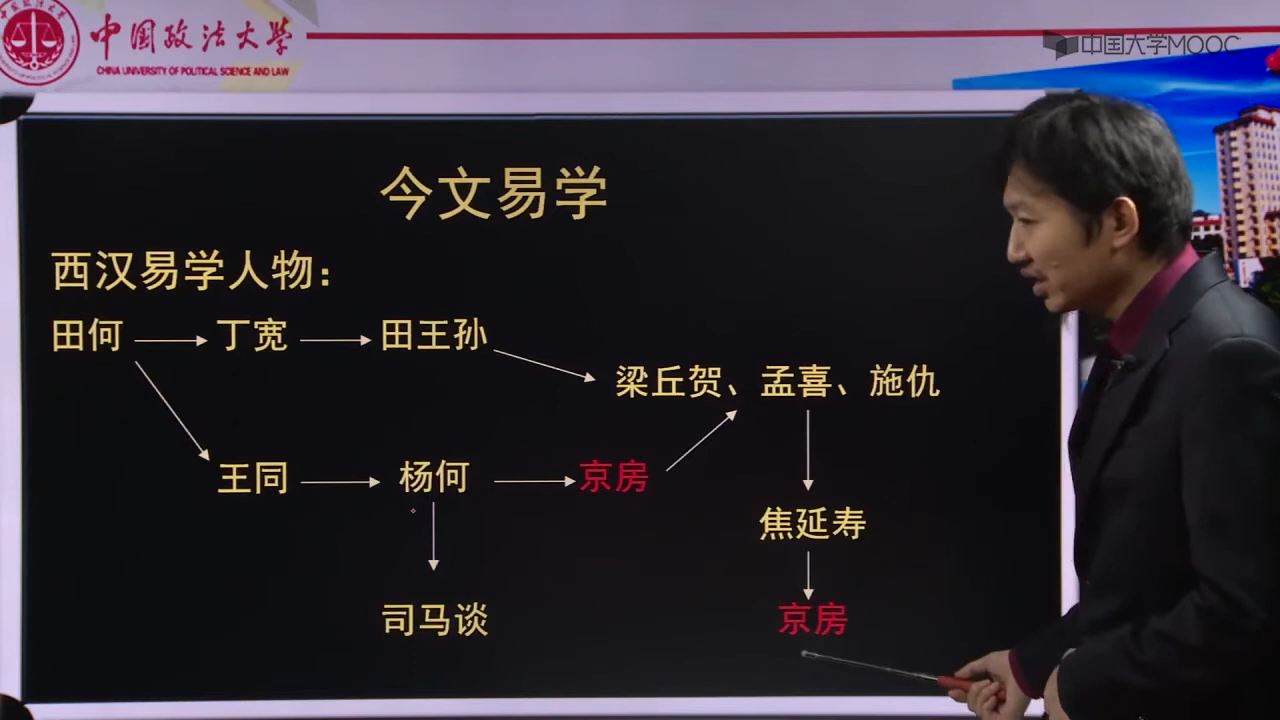 中国政法大学
CHINA UNIVERSITY OF POLITICAL SCIENCE AND LAW
中国大学MOOC
今文易学
西汉易学人物：
田何 丁宽 田王孙
梁丘贺、孟喜、施仇
王同 杨何 京房
焦延寿
司马谈 京房